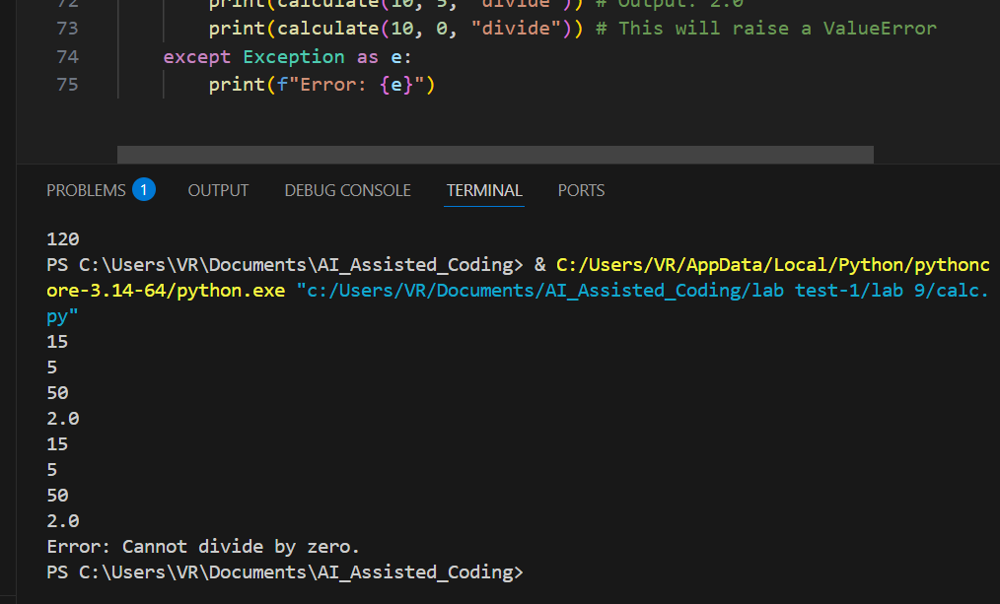 72 print(calculate(10, 5, "divide")) # Output: 2.0
73 print(calculate(10, 0, "divide")) # This will raise a ValueError
74 except Exception as e:
75 print(f"Error: {e}")
PROBLEMS 1 OUTPUT DEBUG CONSOLE TERMINAL PORTS
120
PS C:\Users\VR\Documents\AI_Assisted_Coding> & C:/Users/VR/AppData/Local/Python/pythonc
ore-3.14-64/python.exe "c:/Users/VR/Documents/AI_Assisted_Coding/lab test-1/lab 9/calc.
py"
15
5
50
2.0
15
5
50
2.0
Error: Cannot divide by zero.
PS C:\Users\VR\Documents\AI_Assisted_Coding>